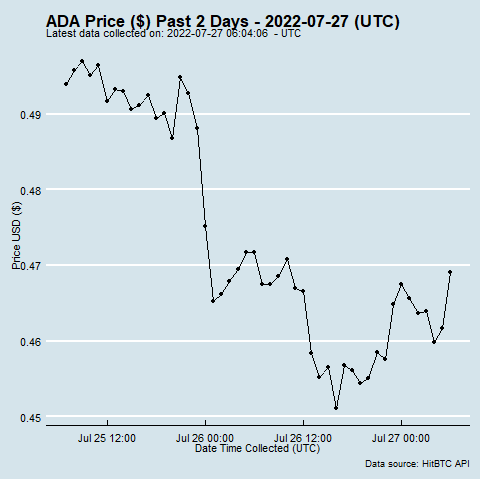 ADA Price ($) Past 2 Days - 2022-07-27 (UTC)
Latest data collected on: 2022-07-27 06:04:06  - UTC
0.49
0.48
0.47
0.46
0.45
Price USD ($)
Jul 25 12:00
Jul 26 00:00
Jul 26 12:00
Jul 27 00:00
Date Time Collected (UTC)
Data source: HitBTC API